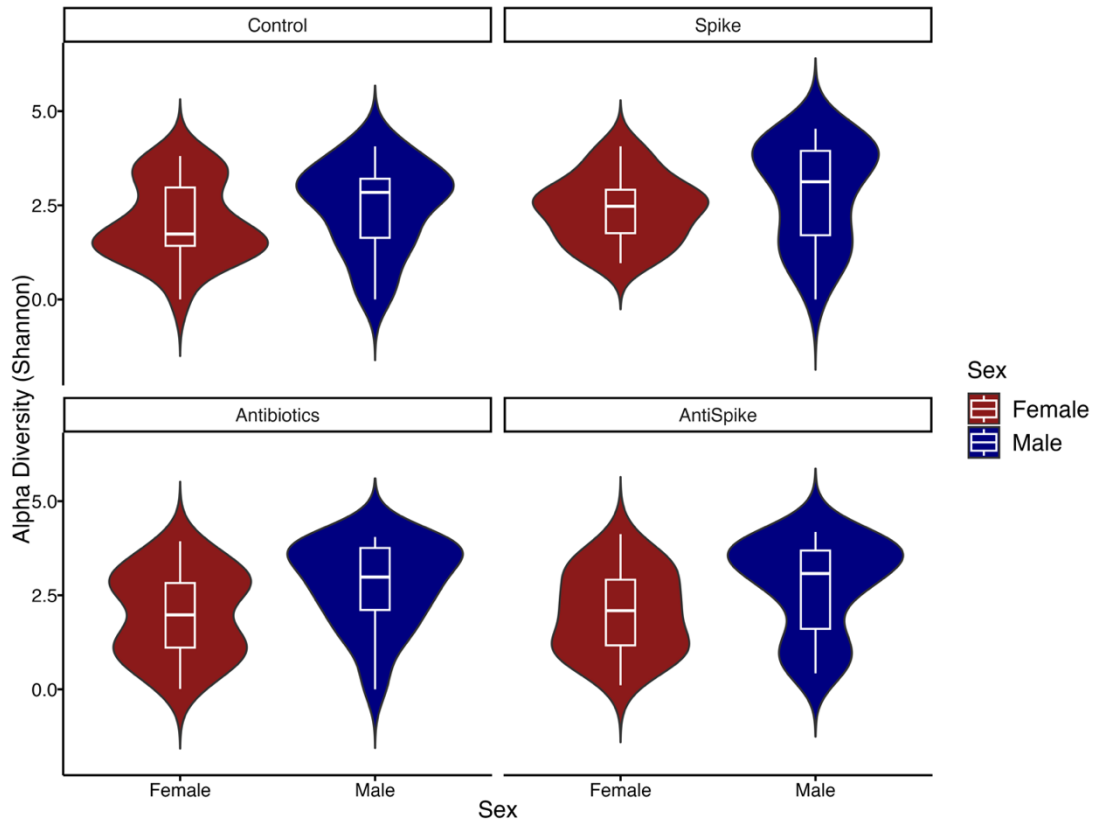 Control
Spike
5.0
2.5
0.0
Antibiotics
AntiSpike
5.0
2.5
0.0
Alpha Diversity (Shannon)
Female
Male
Female
Male
Sex
Sex
Female
Male